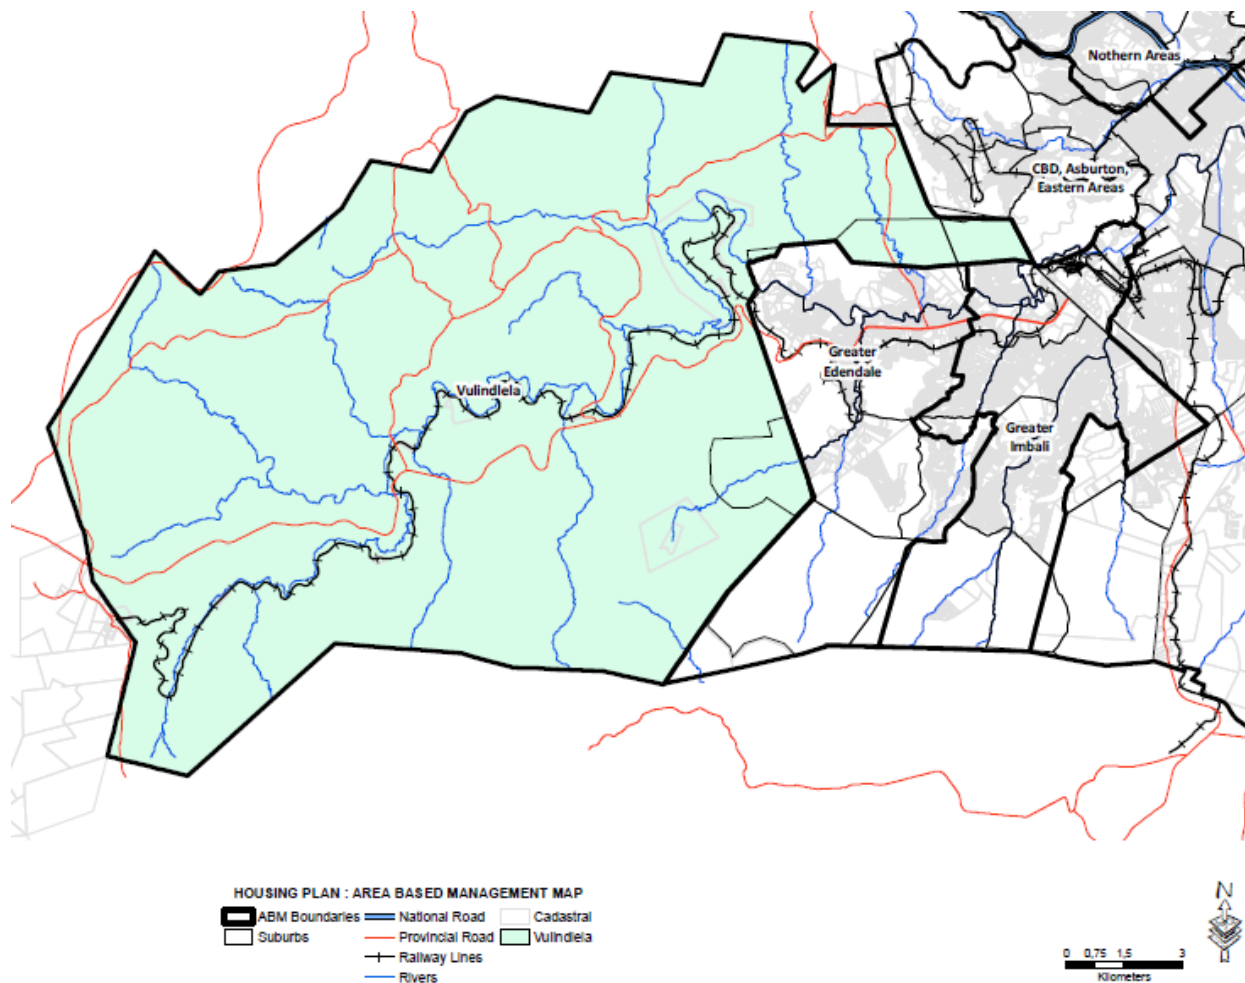 Nothern Areas
CBD, Asburton,
Eastern Areas
Greater
Edendale
Vulindlela
Greater
Imbali
HOUSING PLAN : AREA BASED MANAGEMENT MAP
ABM Boundaries
National Road
Cadastral
Suburbs
Provincial Road
Vulindlela
Railway Lines
Rivers
N
0 0,75 1,5 3
Kilometers